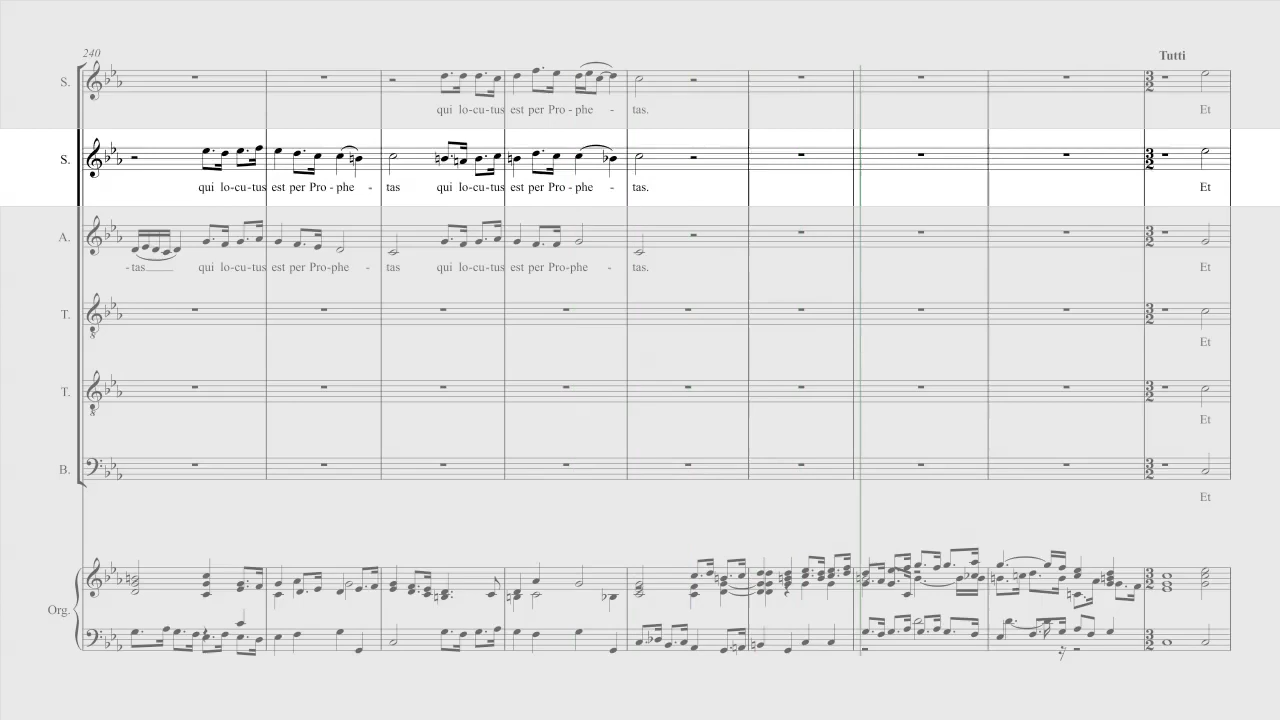 240
Tutti
S.
qui lo-cu-tus est per Pro-phe - tas. Et
S.
qui lo-cu-tus est per Pro-phe - tas qui lo-cu-tus est per Pro-phe - tas. Et
A.
-tas qui lo-cu-tus est per Pro-phe - tas qui lo-cu-tus est per Pro-phe - tas. Et
T.
Et
T.
Et
B.
Et
Org.